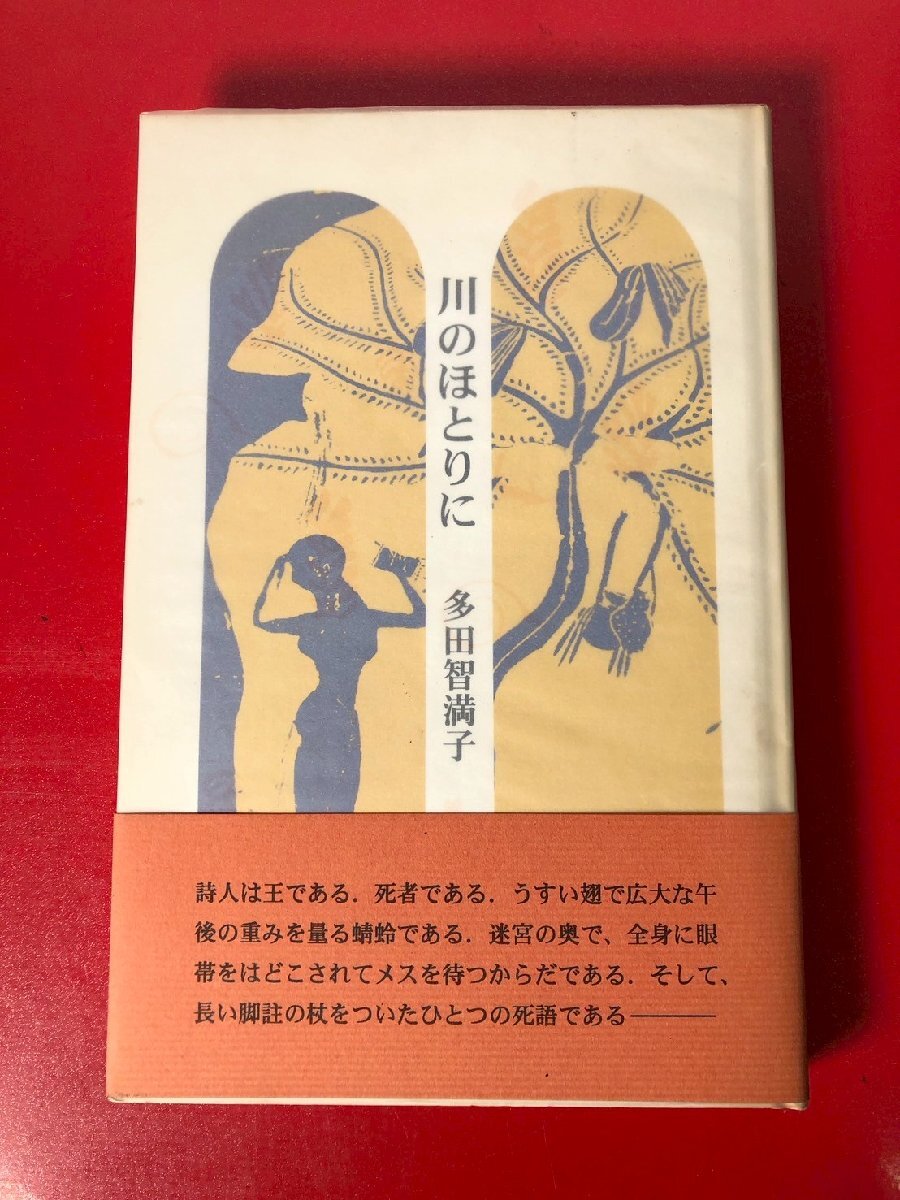 川のほとりに
多田智満子
詩人は王である．死者である．うすい翅で広大な午
後の重みを量る蜻蛉である．迷宮の奥で、全身に眼
帯をほどこされてメスを待つからだである．そして、
長い脚註の杖をついたひとつの死語である———